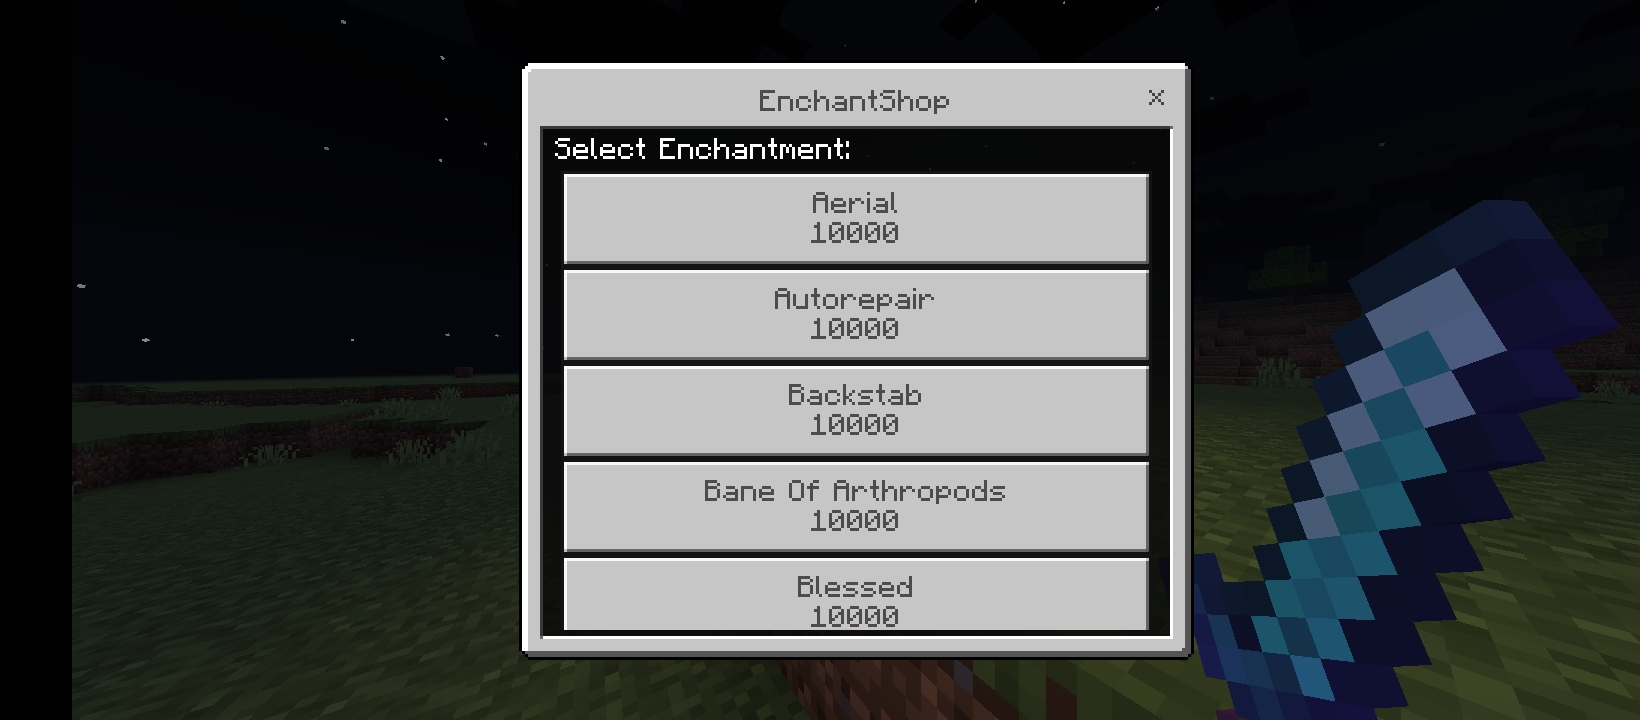 EnchantShop
Select Enchantment:
Aerial
10000
Autorepair
10000
Backstab
10000
Bane Of Arthropods
10000
Blessed
10000